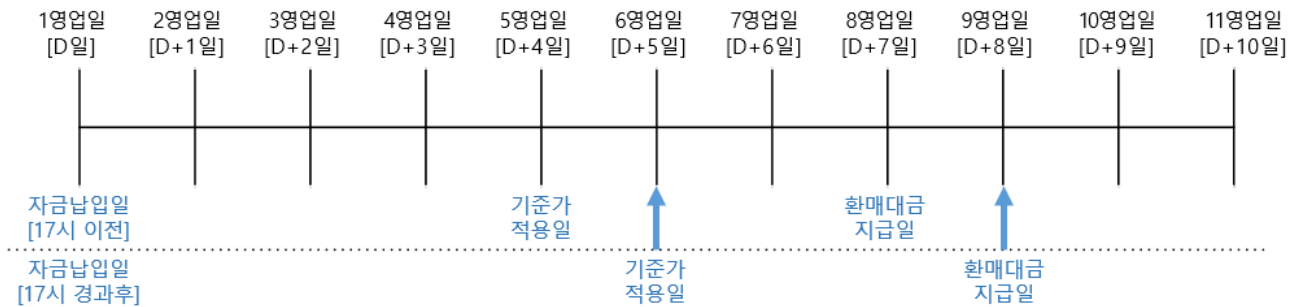 1영업일 2영업일 3영업일 4영업일 5영업일 6영업일 7영업일 8영업일 9영업일 10영업일 11영업일
[D일] [D+1일] [D+2일] [D+3일] [D+4일] [D+5일] [D+6일] [D+7일] [D+8일] [D+9일] [D+10일]
자금납입일 기준가 환매대금
[17시 이전] 적용일 지급일
자금납입일 기준가 환매대금
[17시 경과후] 적용일 지급일